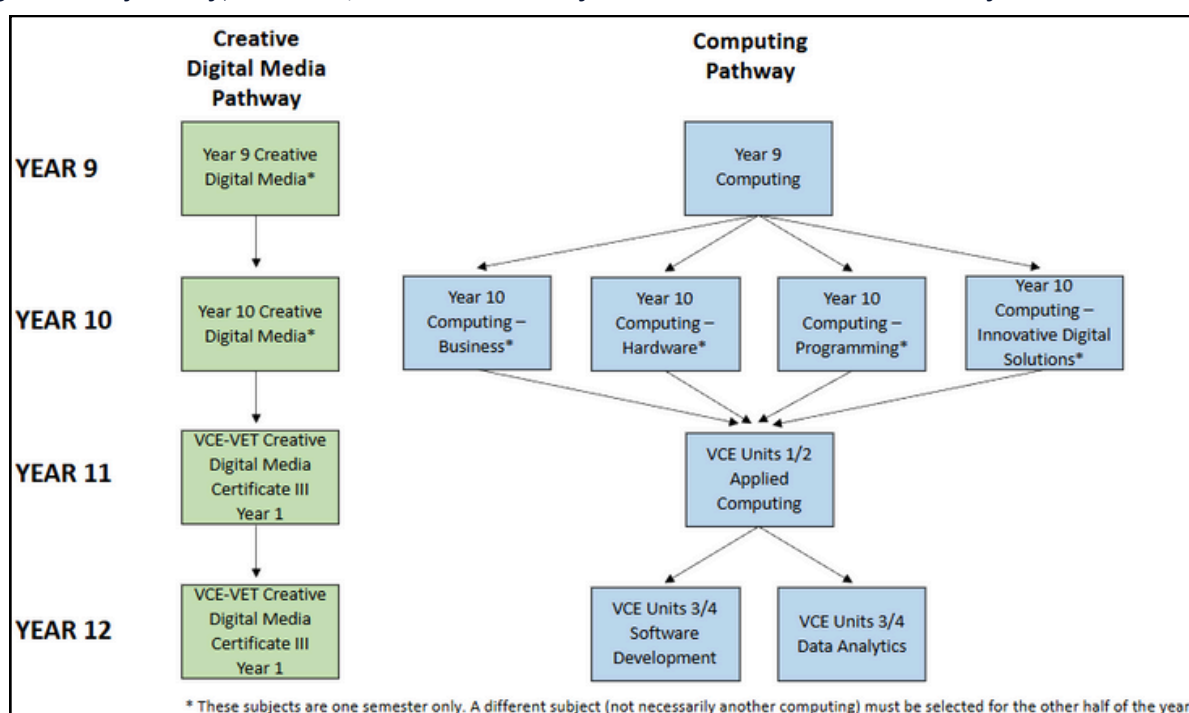 Creative
Digital Media
Pathway
Computing
Pathway
YEAR 9
Year 9 Creative
Digital Media*
Year 9
Computing
YEAR 10
Year 10 Creative
Digital Media*
Year 10
Computing –
Business*
Year 10
Computing –
Hardware*
Year 10
Computing –
Programming*
Year 10
Computing –
Innovative Digital
Solutions*
YEAR 11
VCE-VET Creative
Digital Media
Certificate III
Year 1
VCE Units 1/2
Applied
Computing
YEAR 12
VCE-VET Creative
Digital Media
Certificate III
Year 1
VCE Units 3/4
Software
Development
VCE Units 3/4
Data Analytics
* These subjects are one semester only. A different subject (not necessarily another computing) must be selected for the other half of the year